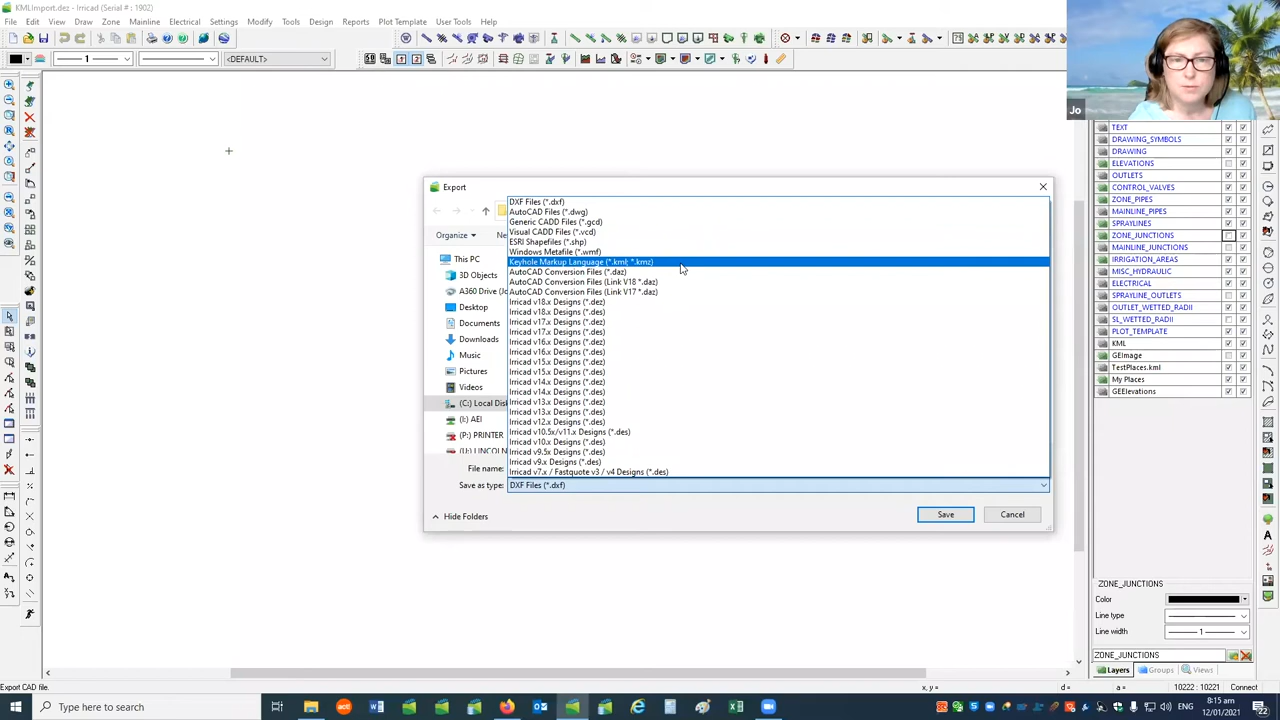 KMLImport.dez - Irricad (Serial # : 1902)
File Edit View Draw Zone Mainline Electrical Settings Modify Tools Design Reports Plot Template User Tools Help
1 <DEFAULT>
Jo
TEXT
DRAWING_SYMBOLS
DRAWING
ELEVATIONS
OUTLETS
CONTROL_VALVES
ZONE_PIPES
MAINLINE_PIPES
SPRAYLINES
ZONE_JUNCTIONS
MAINLINE_JUNCTIONS
IRRIGATION_AREAS
MISC_HYDRAULIC
ELECTRICAL
SPRAYLINE_OUTLETS
OUTLET_WETTED_RADII
SL_WETTED_RADII
PLOT_TEMPLATE
KML
GEImage
TestPlaces.kml
My Places
GEElevations
Export
Organize
This PC
3D Objects
Desktop
Documents
Downloads
Music
Pictures
Videos
(C:) Local Disk
(I:) AEI
(P:) PRINTER
DXF Files (*.dxf)
AutoCAD Files (*.dwg)
Generic CADD Files (*.gcd)
Visual CADD Files (*.vcd)
ESRI Shapefiles (*.shp)
Windows Metafile (*.wmf)
Keyhole Markup Language (*.kml; *.kmz)
AutoCAD Conversion Files (*.daz)
AutoCAD Conversion Files (Link V18 *.daz)
AutoCAD Conversion Files (Link V17 *.daz)
Irricad v18.x Designs (*.dez)
Irricad v18.x Designs (*.des)
Irricad v17.x Designs (*.dez)
Irricad v17.x Designs (*.des)
Irricad v16.x Designs (*.dez)
Irricad v16.x Designs (*.des)
Irricad v15.x Designs (*.dez)
Irricad v15.x Designs (*.des)
Irricad v14.x Designs (*.dez)
Irricad v14.x Designs (*.des)
Irricad v13.x Designs (*.dez)
Irricad v13.x Designs (*.des)
Irricad v12.x Designs (*.des)
Irricad v10.5x/v11.x Designs (*.des)
Irricad v10.x Designs (*.des)
Irricad v9.5x Designs (*.des)
Irricad v9.x Designs (*.des)
Irricad v7.x / Fastquote v3 / v4 Designs (*.des)
File name:
Save as type: DXF Files (*.dxf)
Hide Folders Save Cancel
ZONE_JUNCTIONS
Color
Line type
Line width 1
ZONE_JUNCTIONS
Layers Groups Views
Export CAD file. x, y = d = a = 10222 : 10221 Connect
Type here to search
ENG
8:15 am
12/01/2021
22